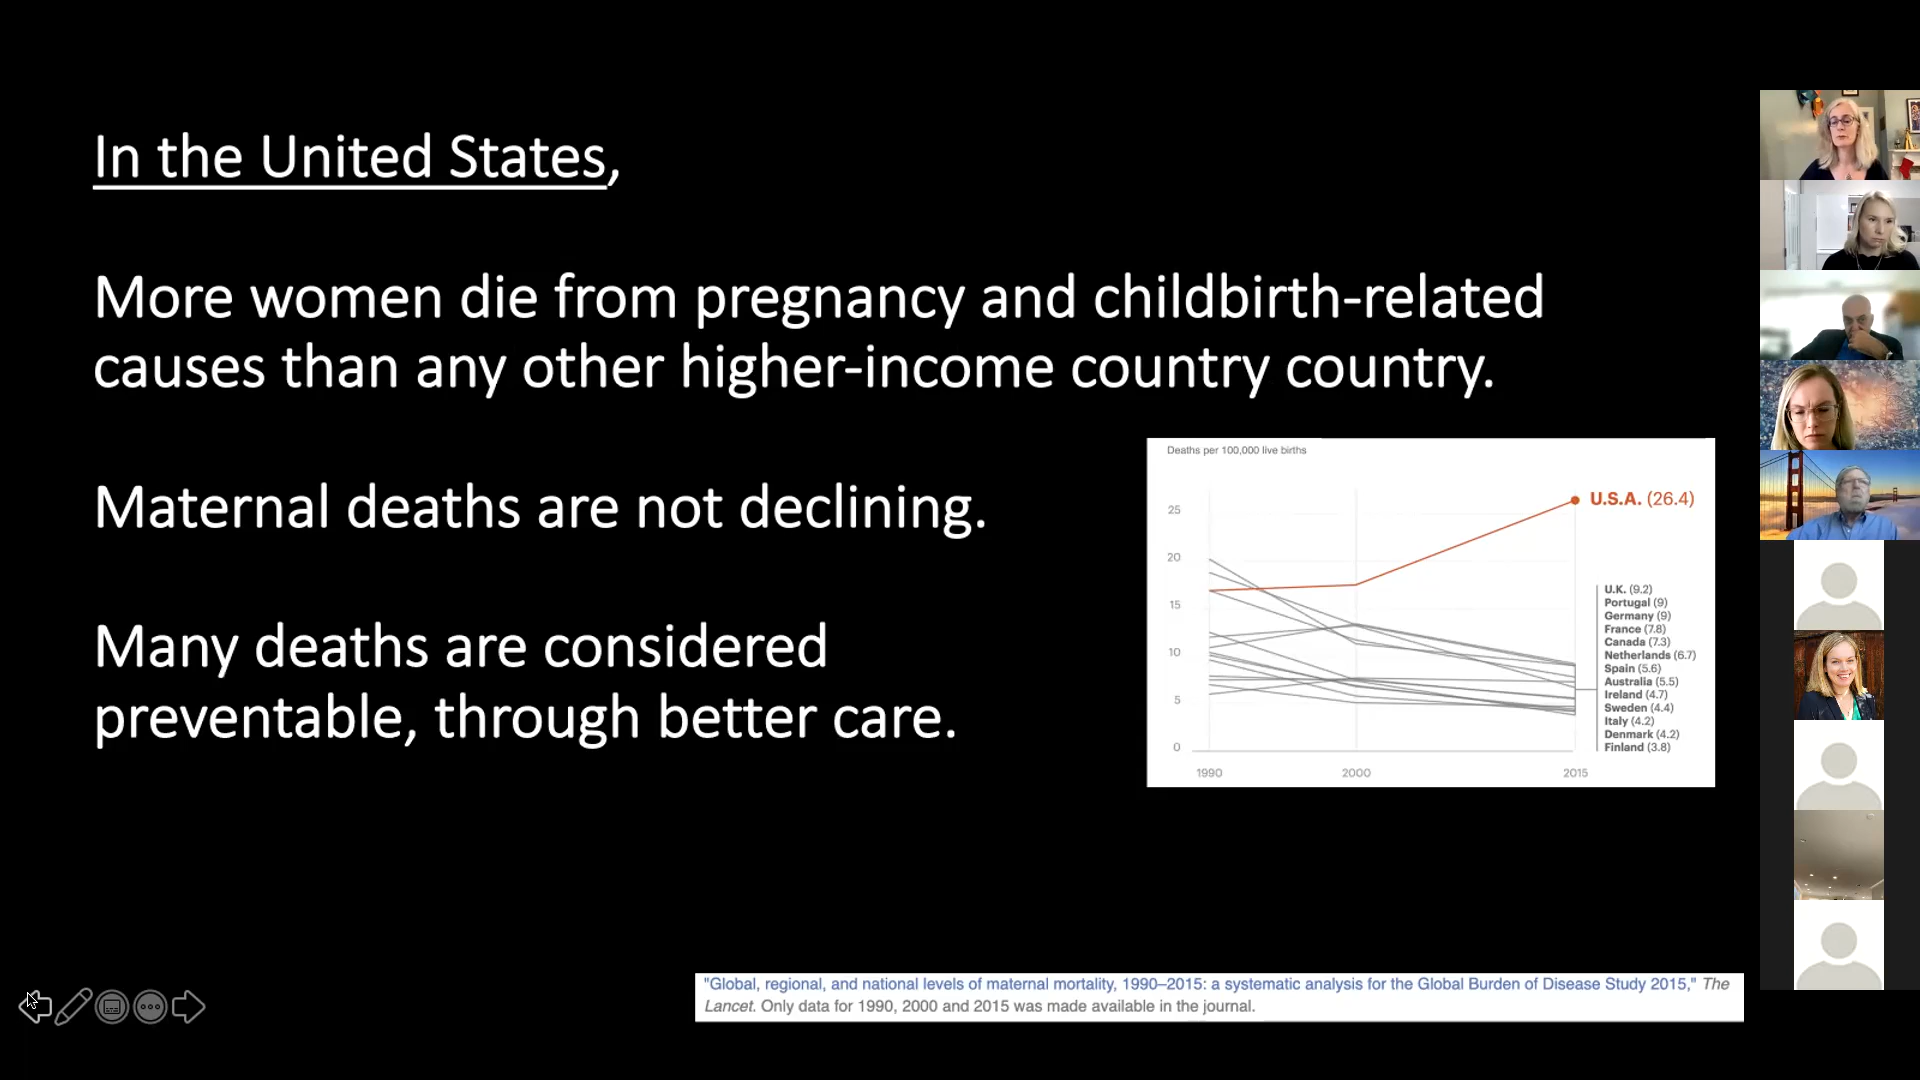 In the United States,
More women die from pregnancy and childbirth-related
causes than any other higher-income country country.
Maternal deaths are not declining.
Many deaths are considered
preventable, through better care.
Deaths per 100,000 live births
25
20
15
10
5
0
1990
2000
2015
U.S.A. (26.4)
U.K. (9.2)
Portugal (9)
Germany (9)
France (7.8)
Canada (7.3)
Netherlands (6.7)
Spain (5.6)
Australia (5.5)
Ireland (4.7)
Sweden (4.4)
Italy (4.2)
Denmark (4.2)
Finland (3.8)
"Global, regional, and national levels of maternal mortality, 1990–2015: a systematic analysis for the Global Burden of Disease Study 2015," The
Lancet. Only data for 1990, 2000 and 2015 was made available in the journal.